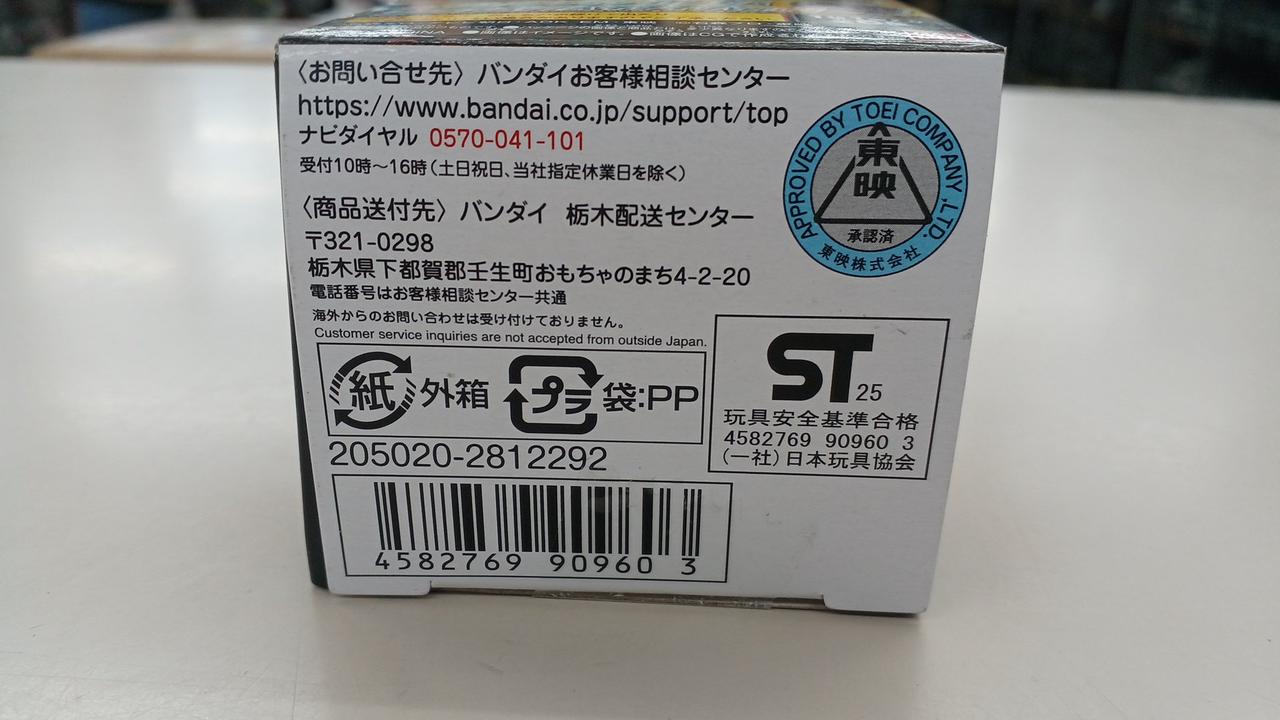 〈お問い合せ先〉バンダイお客様相談センター
https://www.bandai.co.jp/support/top
ナビダイヤル 0570-041-101
受付10時～16時(土日祝日、当社指定休業日を除く)
〈商品送付先〉バンダイ 栃木配送センター
〒321-0298
栃木県下都賀郡壬生町おもちゃのまち4-2-20
電話番号はお客様相談センター共通
海外からのお問い合わせは受け付けておりません。
Customer service inquiries are not accepted from outside Japan.
APPROVED BY TOEI COMPANY ,LTD.
東映
承認済
東映株式会社
紙 外箱 プラ 袋:PP
205020-2812292
ST 25
玩具安全基準合格
4582769 90960 3
(一社)日本玩具協会
4582769 90960 3